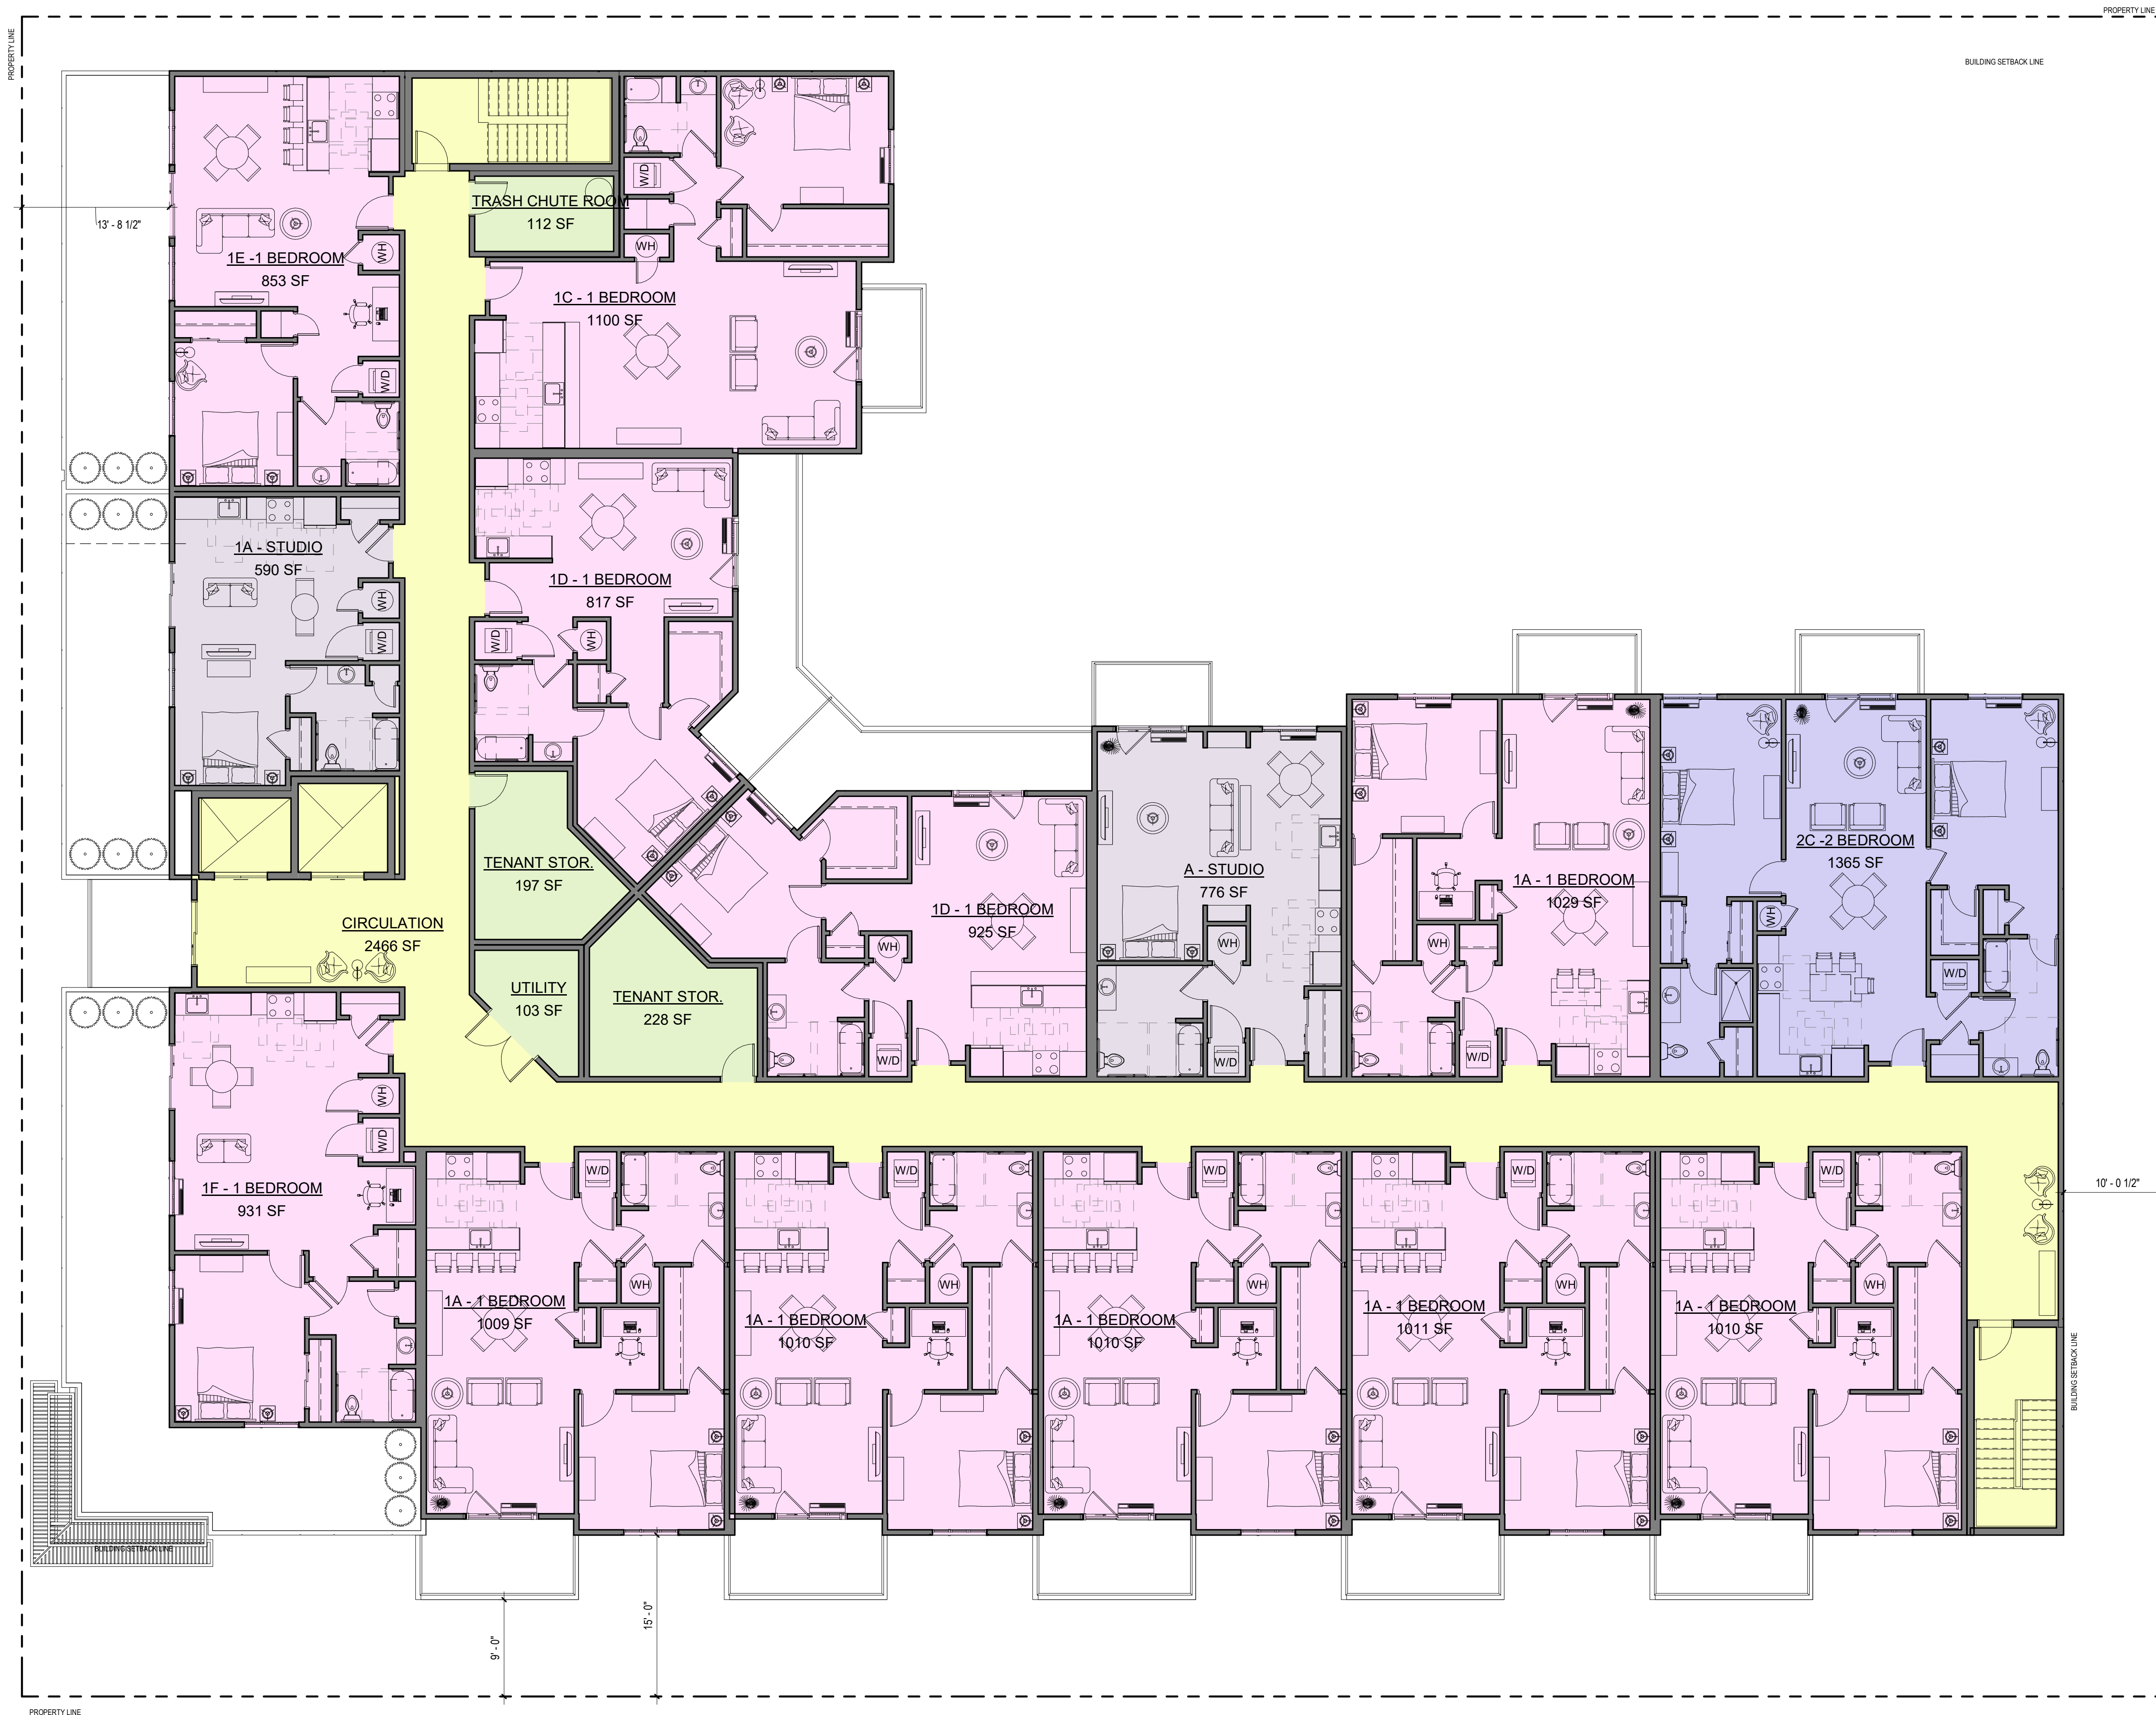 PROPERTY LINE
PROPERTY LINE
BUILDING SETBACK LINE
13' - 8 1/2"
TRASH CHUTE ROOM
112 SF
W/D
WH
1E -1 BEDROOM
853 SF
WH
W/D
1C - 1 BEDROOM
1100 SF
1A - STUDIO
590 SF
WH
W/D
1D - 1 BEDROOM
817 SF
W/D
WH
TENANT STOR.
197 SF
CIRCULATION
2466 SF
UTILITY
103 SF
TENANT STOR.
228 SF
1D - 1 BEDROOM
925 SF
WH
W/D
A - STUDIO
776 SF
WH
W/D
1A - 1 BEDROOM
1029 SF
WH
W/D
2C -2 BEDROOM
1365 SF
WH
W/D
WH
W/D
1F - 1 BEDROOM
931 SF
W/D
WH
1A - 1 BEDROOM
1009 SF
W/D
WH
1A - 1 BEDROOM
1010 SF
W/D
WH
1A - 1 BEDROOM
1010 SF
W/D
WH
1A - 1 BEDROOM
1011 SF
W/D
WH
1A - 1 BEDROOM
1010 SF
10' - 0 1/2"
BUILDING SETBACK LINE
BUILDING SETBACK LINE
9' - 0"
15' - 0"
PROPERTY LINE